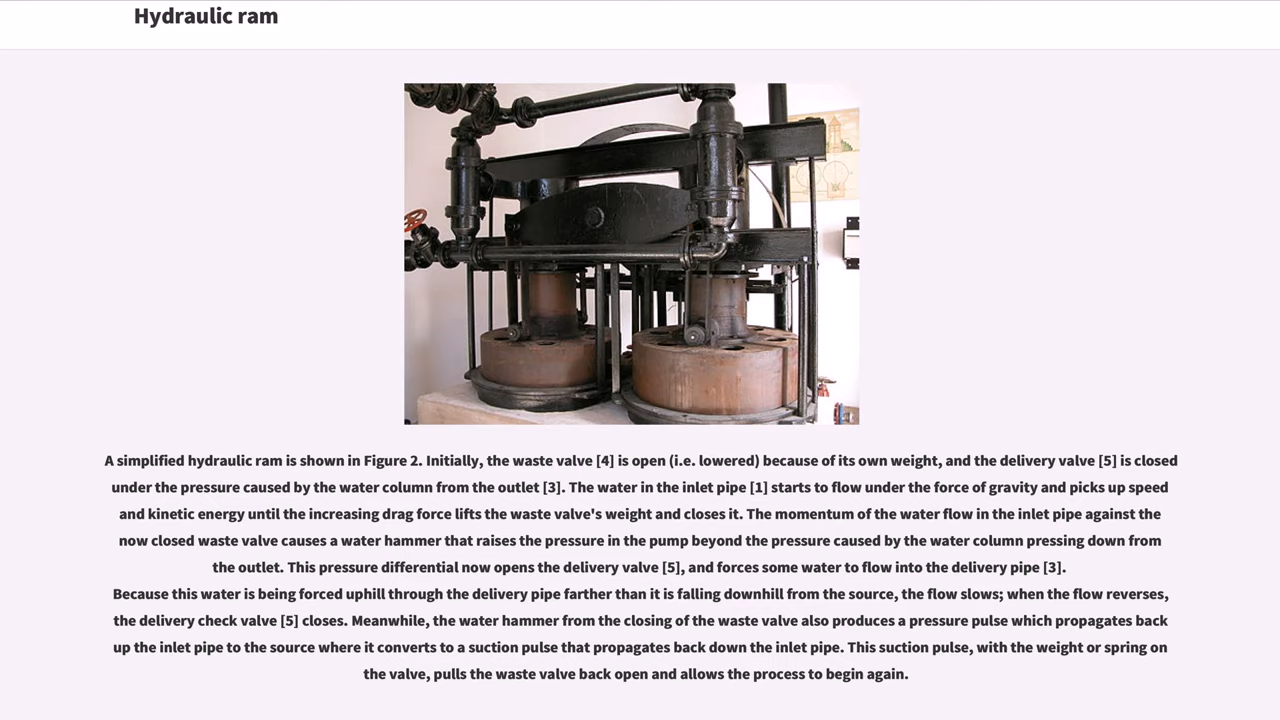 Hydraulic ram
A simplified hydraulic ram is shown in Figure 2. Initially, the waste valve [4] is open (i.e. lowered) because of its own weight, and the delivery valve [5] is closed
under the pressure caused by the water column from the outlet [3]. The water in the inlet pipe [1] starts to flow under the force of gravity and picks up speed
and kinetic energy until the increasing drag force lifts the waste valve's weight and closes it. The momentum of the water flow in the inlet pipe against the
now closed waste valve causes a water hammer that raises the pressure in the pump beyond the pressure caused by the water column pressing down from
the outlet. This pressure differential now opens the delivery valve [5], and forces some water to flow into the delivery pipe [3].
Because this water is being forced uphill through the delivery pipe farther than it is falling downhill from the source, the flow slows; when the flow reverses,
the delivery check valve [5] closes. Meanwhile, the water hammer from the closing of the waste valve also produces a pressure pulse which propagates back
up the inlet pipe to the source where it converts to a suction pulse that propagates back down the inlet pipe. This suction pulse, with the weight or spring on
the valve, pulls the waste valve back open and allows the process to begin again.